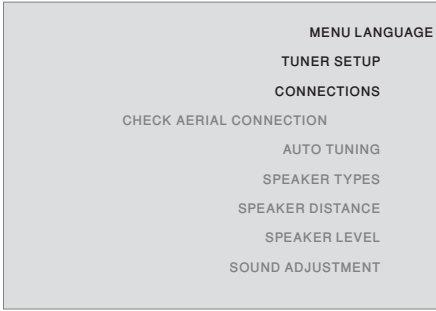 MENU LANGUAGE
TUNER SETUP
CONNECTIONS
CHECK AERIAL CONNECTION
AUTO TUNING
SPEAKER TYPES
SPEAKER DISTANCE
SPEAKER LEVEL
SOUND ADJUSTMENT